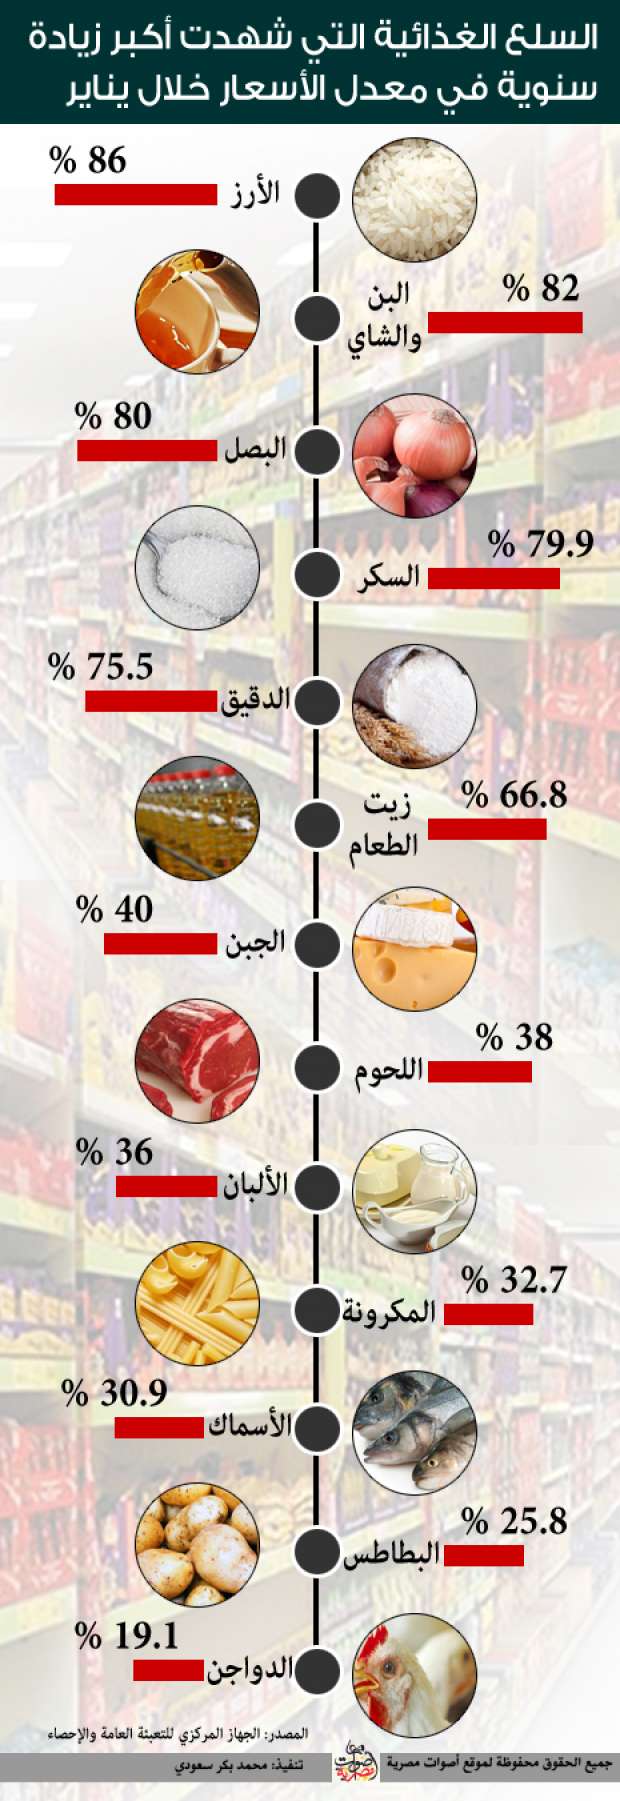 السلع الغذائية التي شهدت أكبر زيادة
سنوية في معدل الأسعار خلال يناير
الأرز
% 86
البن
والشاي
% 82
البصل
% 80
السكر
% 79.9
الدقيق
% 75.5
زيت
الطعام
% 66.8
الجبن
% 40
اللحوم
% 38
الألبان
% 36
المكرونة
% 32.7
الأسماك
% 30.9
البطاطس
% 25.8
الدواجن
% 19.1
المصدر: الجهاز المركزي للتعبئة العامة والإحصاء
جميع الحقوق محفوظة لموقع أصوات مصرية
أصوات
مصرية
تنفيذ: محمد بكر سعودي